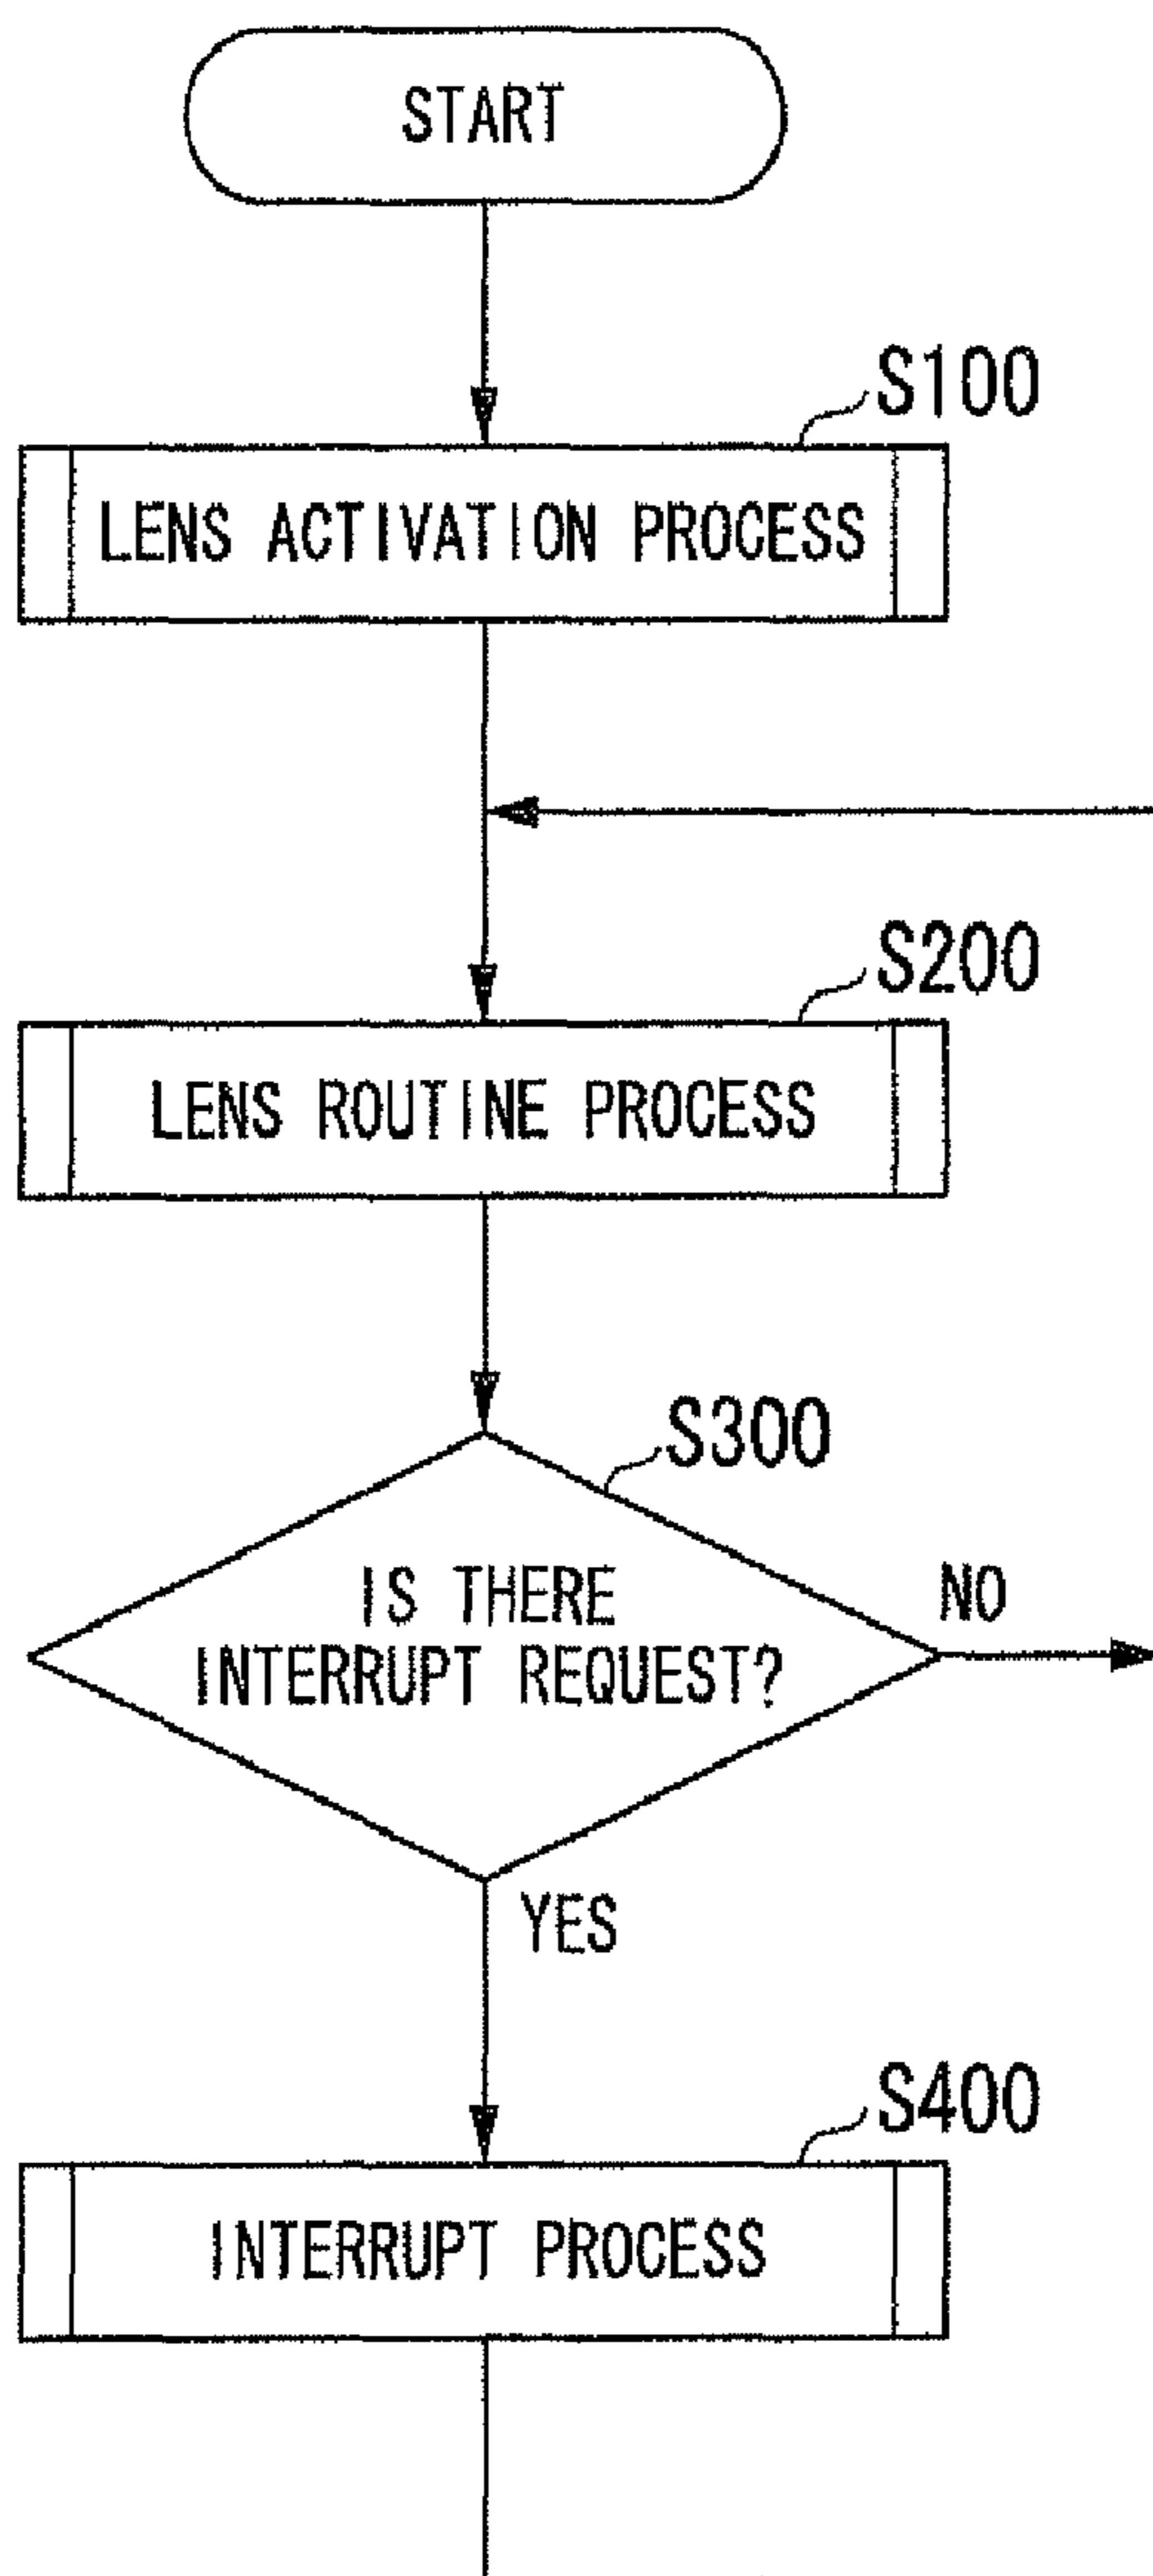 START
S100
LENS ACTIVATION PROCESS
S200
LENS ROUTINE PROCESS
S300
IS THERE
INTERRUPT REQUEST?
NO
YES
S400
INTERRUPT PROCESS